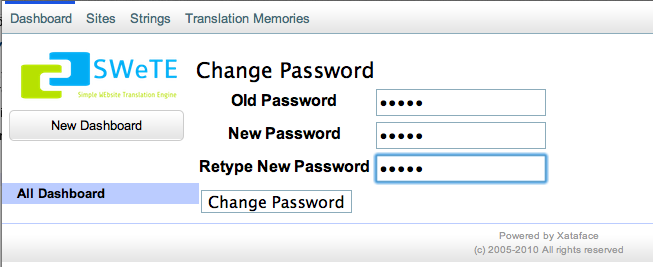 Dashboard Sites Strings Translation Memories
SWeTE
Simple WEbsite Translation Engine
New Dashboard
All Dashboard
Change Password
Old Password •••••
New Password •••••
Retype New Password •••••
Change Password
Powered by Xataface
(c) 2005-2010 All rights reserved